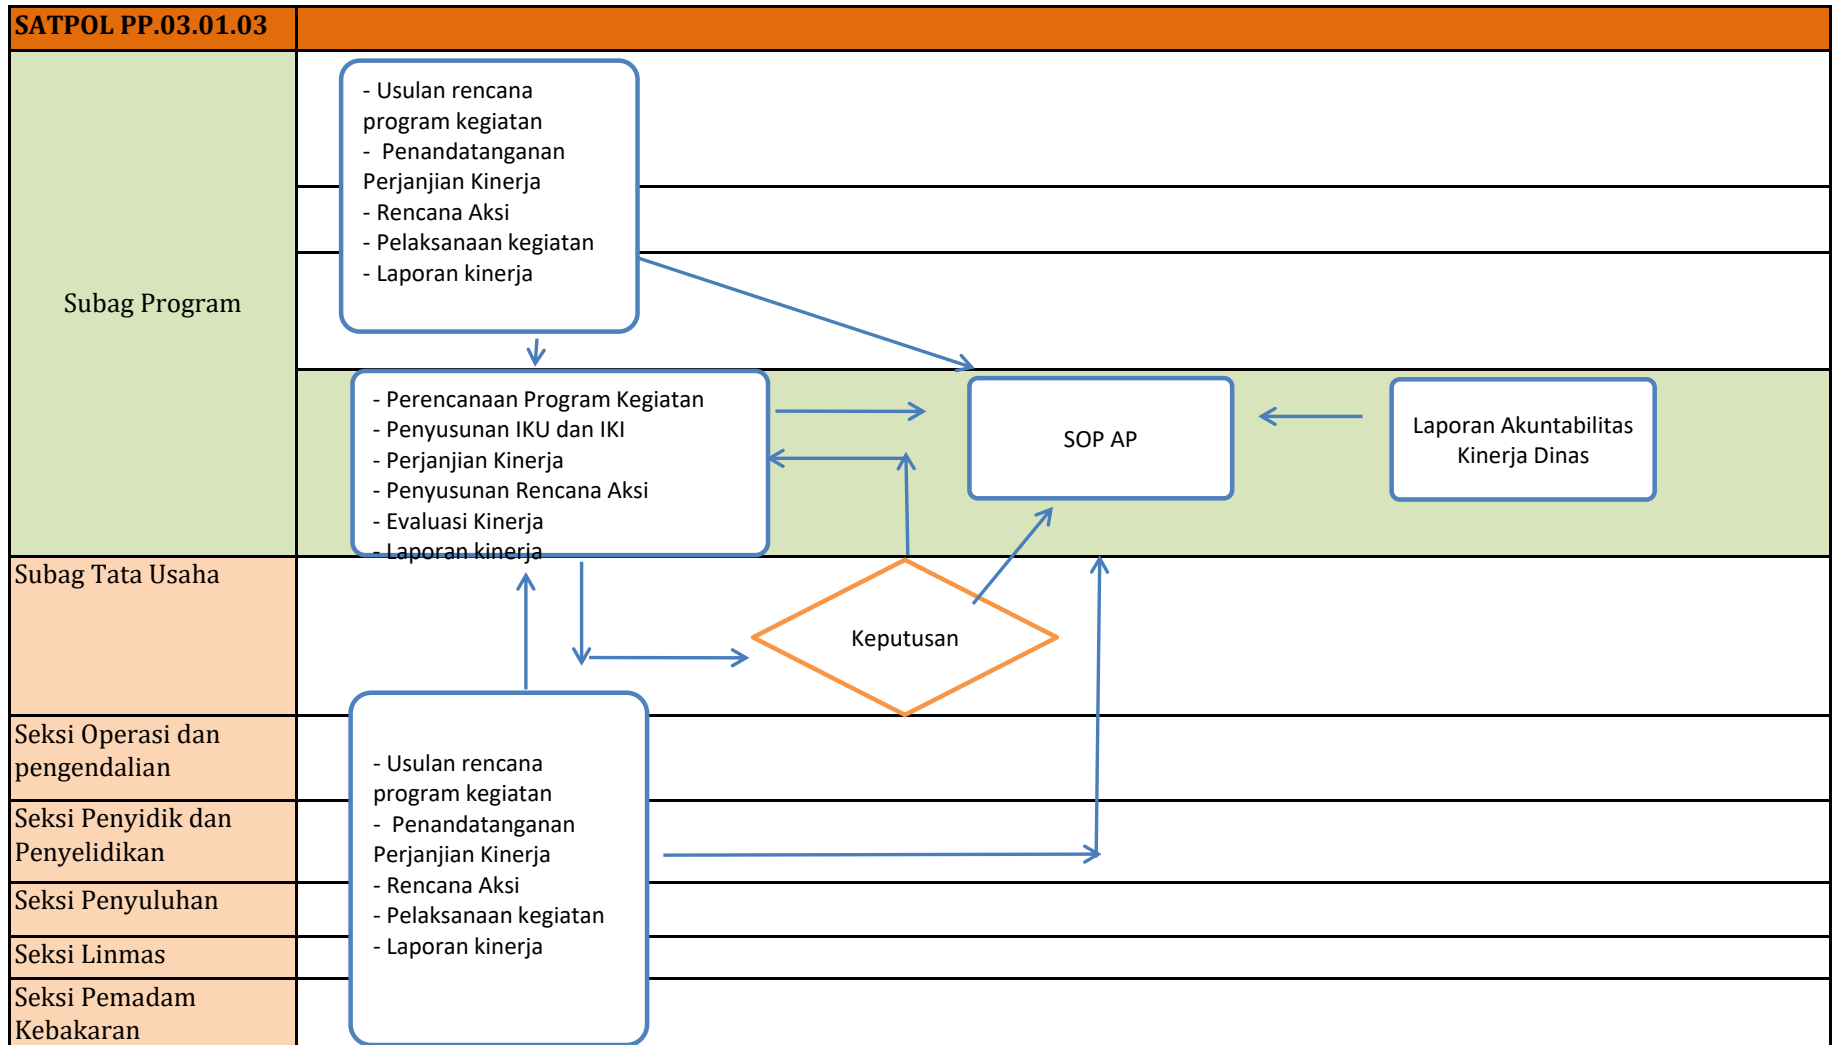 SATPOL PP.03.01.03
- Usulan rencana
program kegiatan
- Penandatanganan
Perjanjian Kinerja
- Rencana Aksi
- Pelaksanaan kegiatan
- Laporan kinerja
Subag Program
- Perencanaan Program Kegiatan
- Penyusunan IKU dan IKI
- Perjanjian Kinerja
- Penyusunan Rencana Aksi
- Evaluasi Kinerja
- Laporan kinerja
SOP AP
Laporan Akuntabilitas
Kinerja Dinas
Subag Tata Usaha
Keputusan
Seksi Operasi dan
pengendalian
Seksi Penyidik dan
Penyelidikan
Seksi Penyuluhan
Seksi Linmas
Seksi Pemadam
Kebakaran
- Usulan rencana
program kegiatan
- Penandatanganan
Perjanjian Kinerja
- Rencana Aksi
- Pelaksanaan kegiatan
- Laporan kinerja